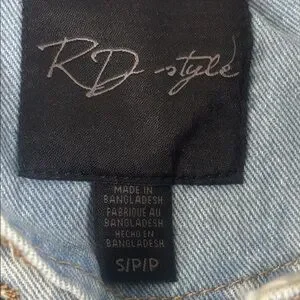 RD style
MADE IN
BANGLADESH
FABRIQUÉ AU
BANGLADESH
HECHO EN
BANGLADESH
S/P/P